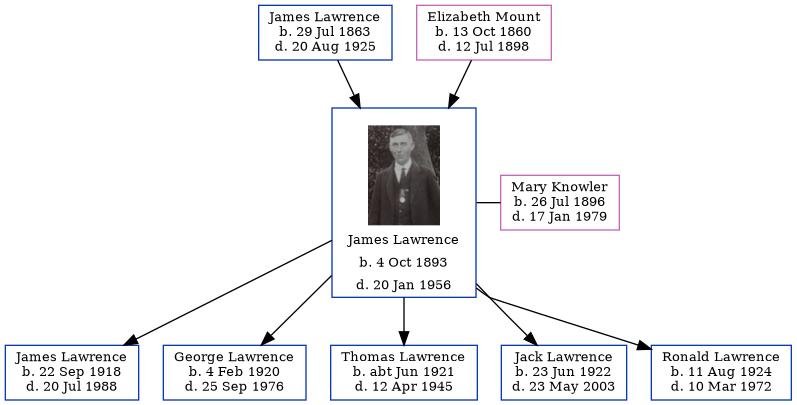 James Lawrence
b. 29 Jul 1863
d. 20 Aug 1925
Elizabeth Mount
b. 13 Oct 1860
d. 12 Jul 1898
James Lawrence
b. 4 Oct 1893
d. 20 Jan 1956
Mary Knowler
b. 26 Jul 1896
d. 17 Jan 1979
James Lawrence
b. 22 Sep 1918
d. 20 Jul 1988
George Lawrence
b. 4 Feb 1920
d. 25 Sep 1976
Thomas Lawrence
b. abt Jun 1921
d. 12 Apr 1945
Jack Lawrence
b. 23 Jun 1922
d. 23 May 2003
Ronald Lawrence
b. 11 Aug 1924
d. 10 Mar 1972